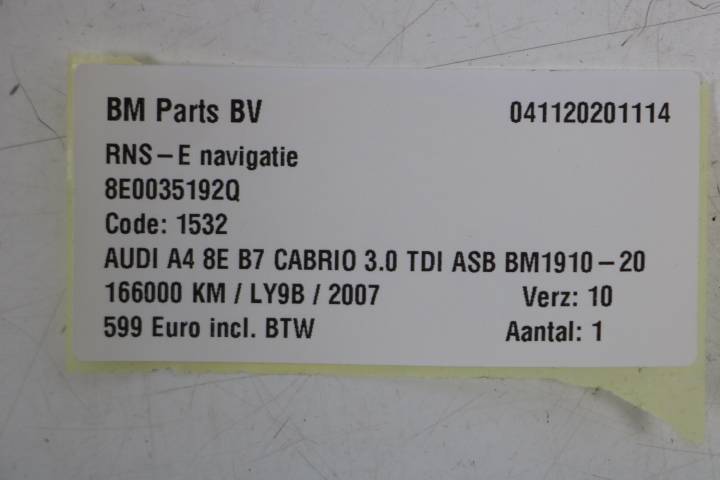 BM Parts BV 041120201114
RNS-E navigatie
8E0035192Q
Code: 1532
AUDI A4 8E B7 CABRIO 3.0 TDI ASB BM1910-20
166000 KM / LY9B / 2007 Verz: 10
599 Euro incl. BTW Aantal: 1